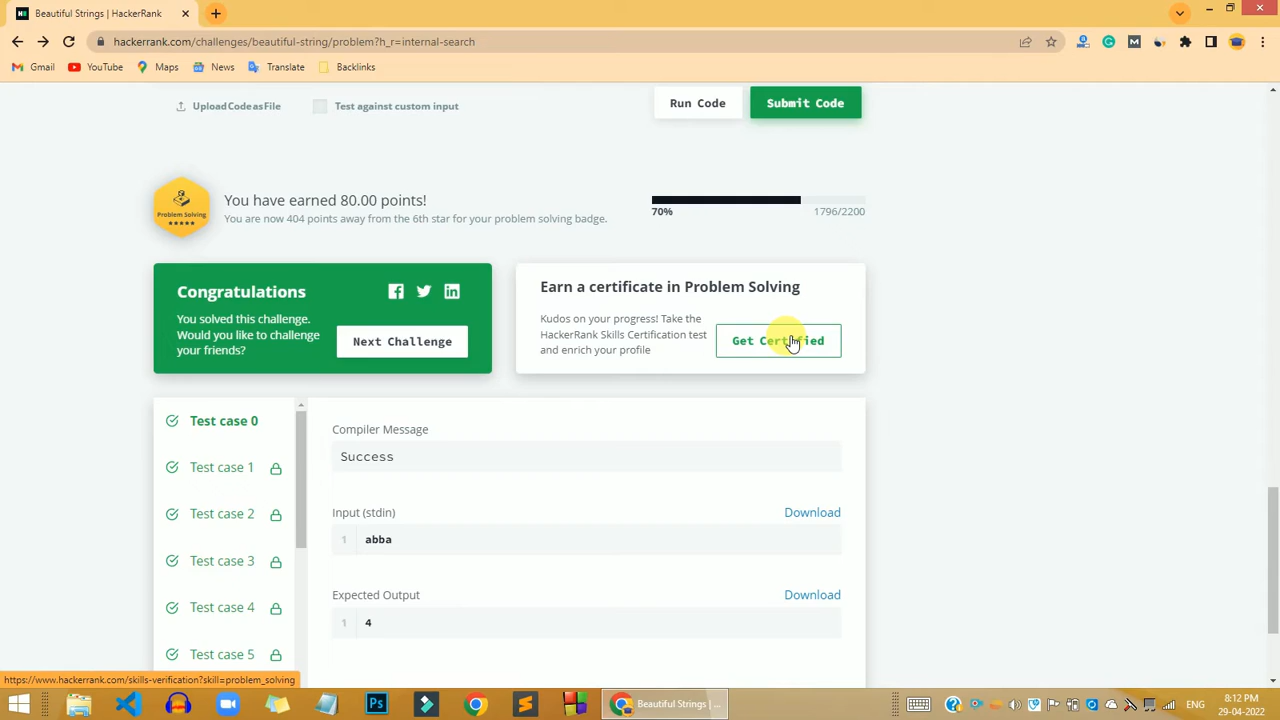 Beautiful Strings | HackerRank
hackerrank.com/challenges/beautiful-string/problem?h_r=internal-search
Gmail YouTube Maps News Translate Backlinks
Upload Code as File Test against custom input Run Code Submit Code
Problem Solving
You have earned 80.00 points!
You are now 404 points away from the 6th star for your problem solving badge.
70% 1796/2200
Congratulations
You solved this challenge.
Would you like to challenge
your friends?
Next Challenge
Earn a certificate in Problem Solving
Kudos on your progress! Take the
HackerRank Skills Certification test
and enrich your profile
Get Certified
Test case 0
Test case 1
Test case 2
Test case 3
Test case 4
Test case 5
Compiler Message
Success
Input (stdin) Download
1 abba
Expected Output Download
1 4
https://www.hackerrank.com/skills-verification?skill=problem_solving
Ps
Beautiful Strings | ...
ENG
8:12 PM
29-04-2022